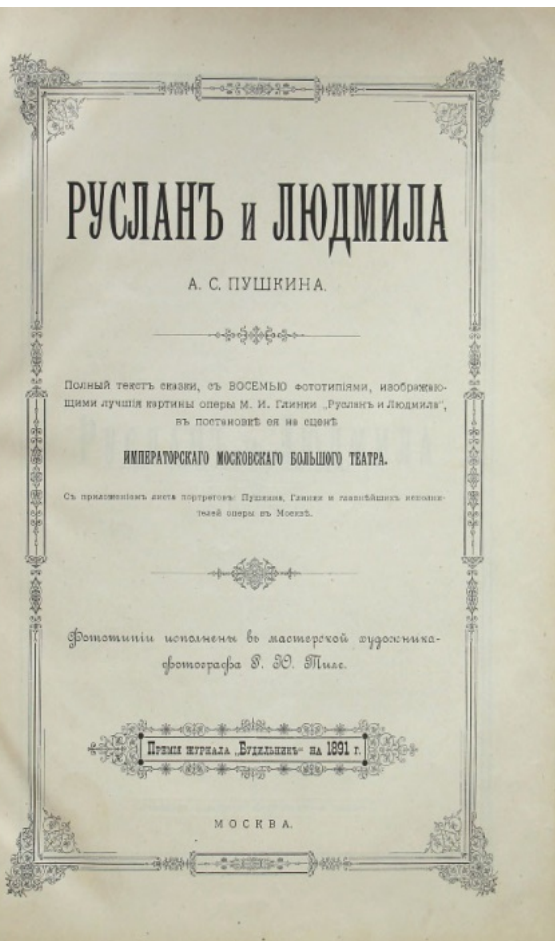 РУСЛАНЪ и ЛЮДМИЛА
А. С. ПУШКИНА.
Полный текстъ сказки, съ ВОСЕМЬЮ фототипіями, изображаю-
щими лучшія картины оперы М. И. Глинки „Русланъ и Людмила“,
въ постановкѣ ея на сценѣ
ИМПЕРАТОРСКАГО МОСКОВСКАГО БОЛЬШОГО ТЕАТРА.
Съ приложеніемъ листа портретовъ: Пушкина, Глинки и главнѣйшихъ исполни-
телей оперы въ Москвѣ.
Фототипіи исполнены въ мастерской художника-
фотографа Р. Ю. Тиле.
Премія журнала „Будильникъ“ на 1891 г.
МОСКВА.